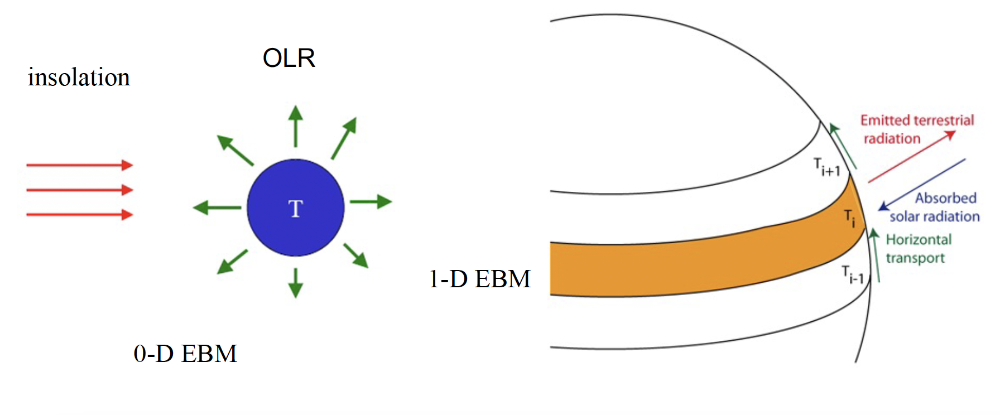 insolation
OLR
T
0-D EBM
1-D EBM
Emitted terrestrial
radiation
Ti+1
Absorbed
solar radiation
Ti
Horizontal
transport
Ti-1